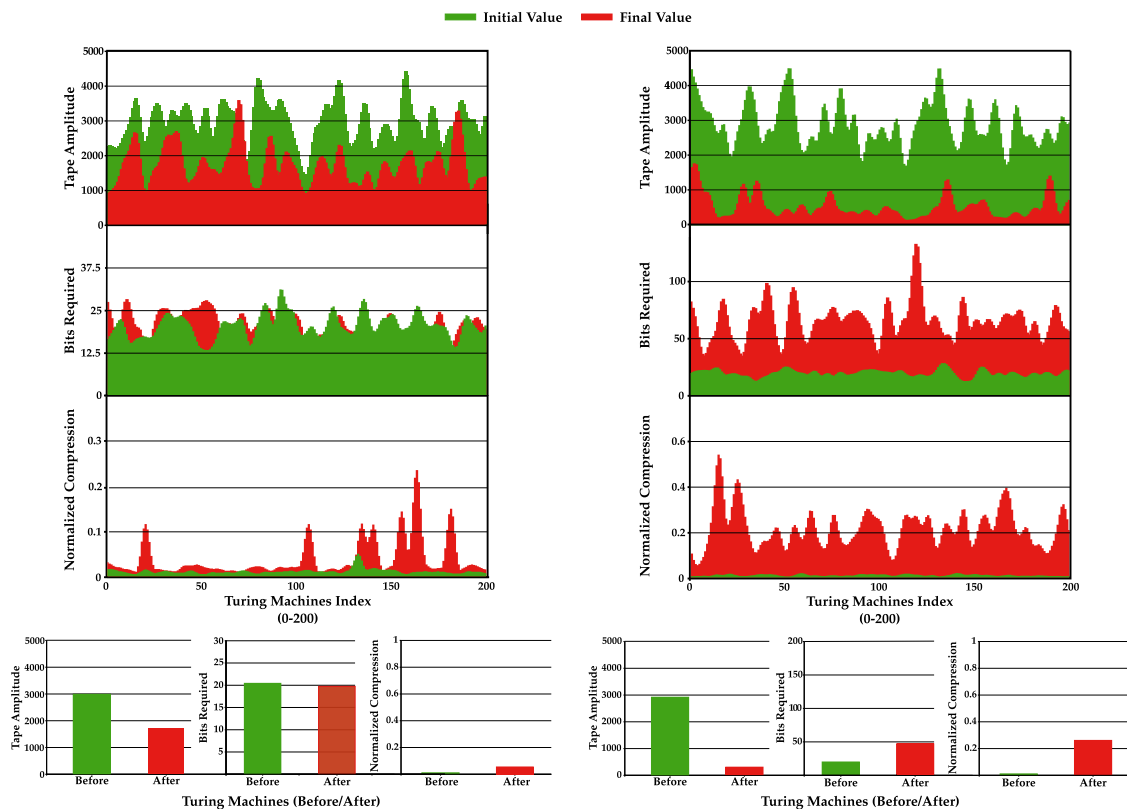 Initial Value
Final Value
Tape Amplitude
5000
4000
3000
2000
1000
0
Bits Required
37.5
25
12.5
0
Normalized Compression
0.3
0.2
0.1
0
0
50
100
150
200
Turing Machines Index
(0-200)
Tape Amplitude
5000
4000
3000
2000
1000
0
Bits Required
100
50
0
Normalized Compression
0.6
0.4
0.2
0
0
50
100
150
200
Turing Machines Index
(0-200)
Tape Amplitude
5000
4000
3000
2000
1000
0
Before
After
Bits Required
30
25
20
15
10
5
0
Before
After
Normalized Compression
1
0.8
0.6
0.4
0.2
Before
After
Turing Machines (Before/After)
Tape Amplitude
5000
4000
3000
2000
1000
0
Before
After
Bits Required
200
150
100
50
Before
After
Normalized Compression
1
0.8
0.6
0.4
0.2
0
Before
After
Turing Machines (Before/After)